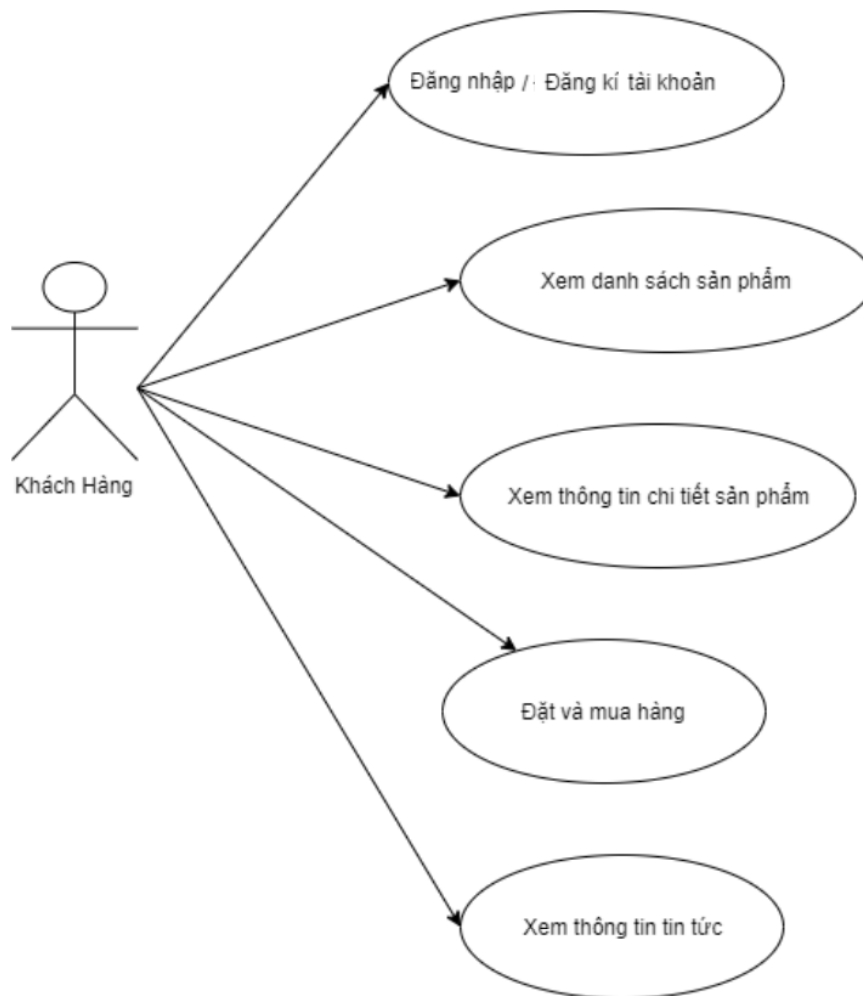 Đăng nhập / Đăng kí tài khoản
Xem danh sách sản phẩm
Khách Hàng
Xem thông tin chi tiết sản phẩm
Đặt và mua hàng
Xem thông tin tin tức